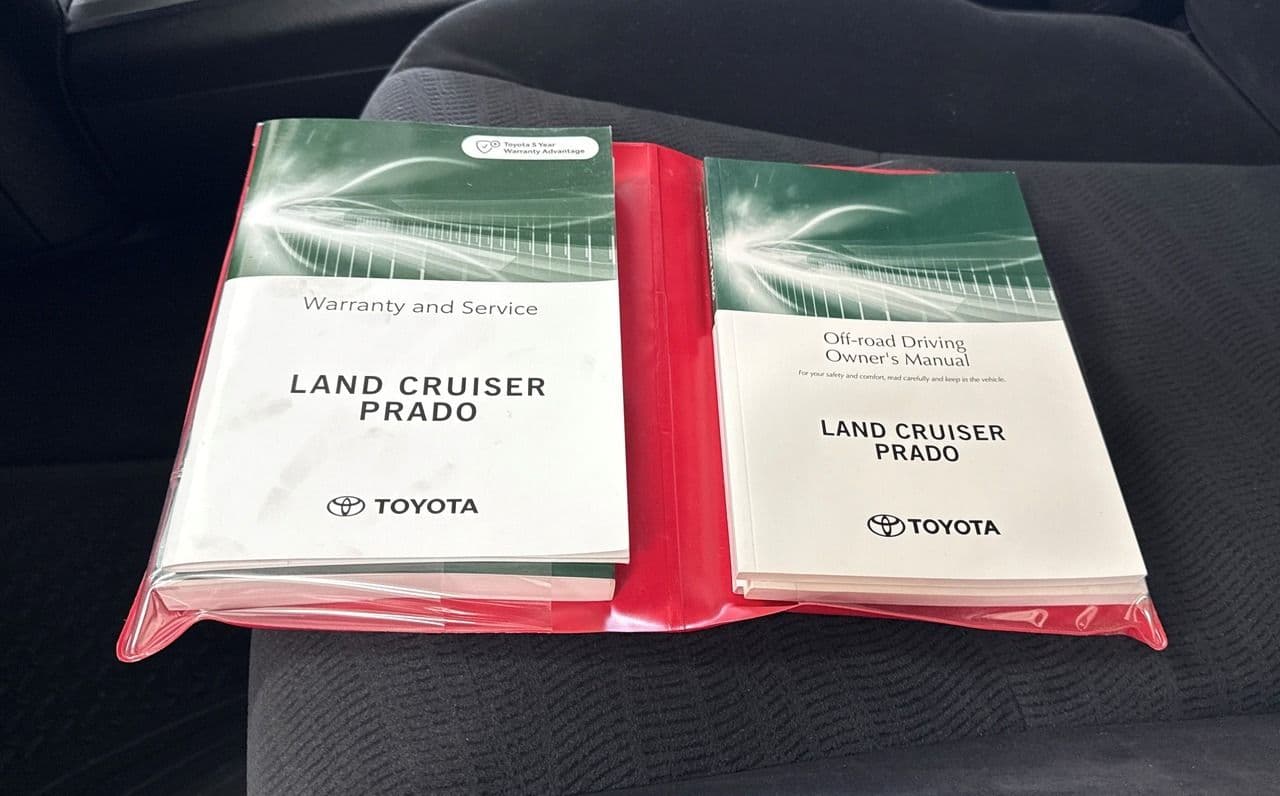 Toyota 5 Year
Warranty Advantage
Warranty and Service
LAND CRUISER
PRADO
TOYOTA
Off-road Driving
Owner's Manual
For your safety and comfort, read carefully and keep in the vehicle.
LAND CRUISER
PRADO
TOYOTA